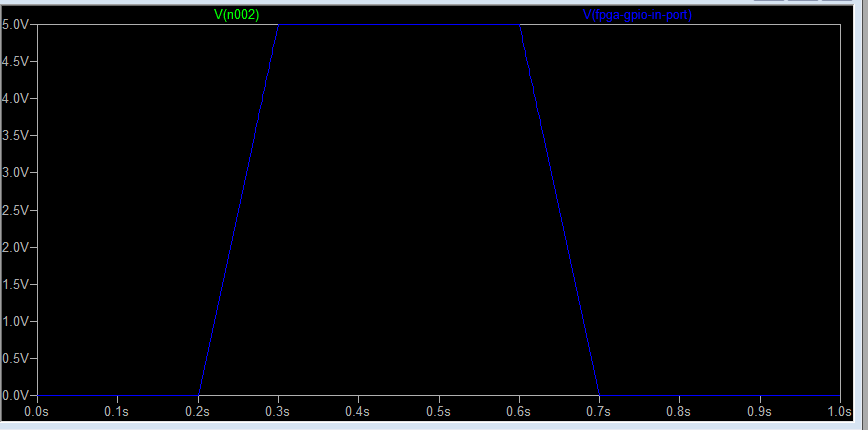 V(n002) V(fpga-gpio-in-port)
5.0V
4.5V
4.0V
3.5V
3.0V
2.5V
2.0V
1.5V
1.0V
0.5V
0.0V
0.0s 0.1s 0.2s 0.3s 0.4s 0.5s 0.6s 0.7s 0.8s 0.9s 1.0s